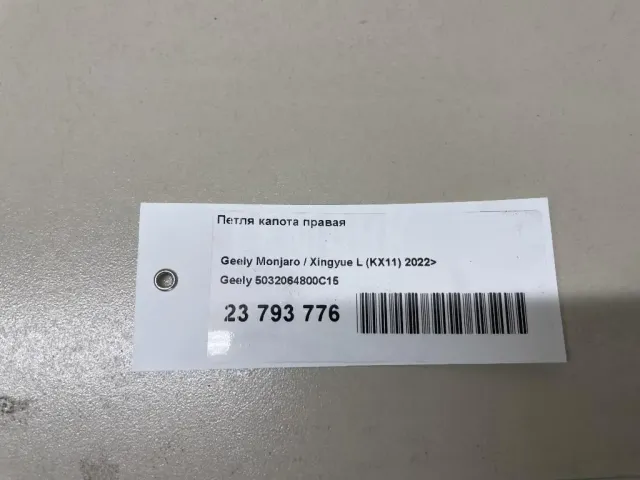 Петля капота правая
Geely Monjaro / Xingyue L (KX11) 2022>
Geely 5032064800C15
23 793 776